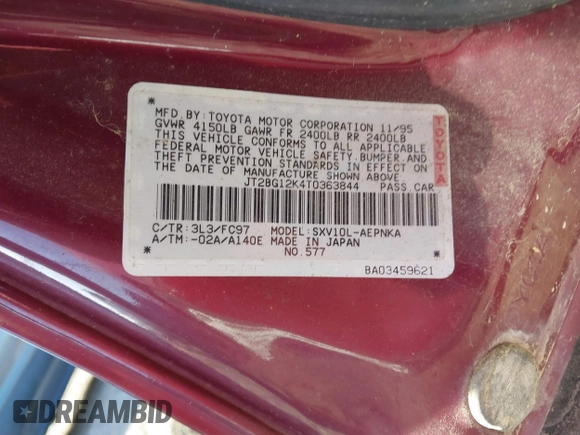 MFD. BY: TOYOTA MOTOR CORPORATION 11/95
GVWR 4150LB GAWR FR 2400LB RR 2400LB
THIS VEHICLE CONFORMS TO ALL APPLICABLE
FEDERAL MOTOR VEHICLE SAFETY, BUMPER, AND
THEFT PREVENTION STANDARDS IN EFFECT ON
THE DATE OF MANUFACTURE SHOWN ABOVE.
JT2BG12K4T0363844 PASS. CAR
TOYOTA
C/TR: 3L3/FC97 MODEL: SXV10L-AEPNKA
A/TM: -02A/A140E MADE IN JAPAN
NO. 577
BA03459621
DREAMBID